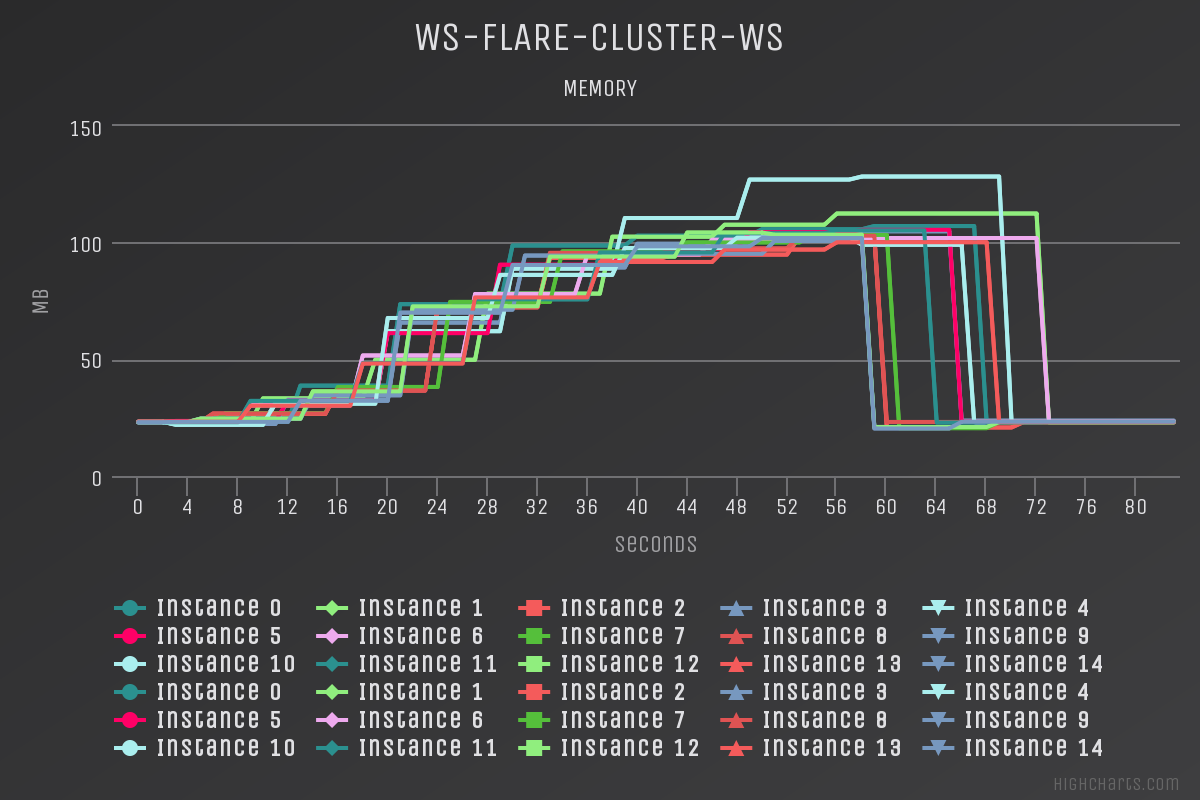 WS-FLARE-CLUSTER-WS
MEMORY
150
100
50
0
MB
0 4 8 12 16 20 24 28 32 36 40 44 48 52 56 60 64 68 72 76 80
Seconds
Instance 0 Instance 1 Instance 2 Instance 3 Instance 4
Instance 5 Instance 6 Instance 7 Instance 8 Instance 9
Instance 10 Instance 11 Instance 12 Instance 13 Instance 14
Instance 0 Instance 1 Instance 2 Instance 3 Instance 4
Instance 5 Instance 6 Instance 7 Instance 8 Instance 9
Instance 10 Instance 11 Instance 12 Instance 13 Instance 14
Highcharts.com